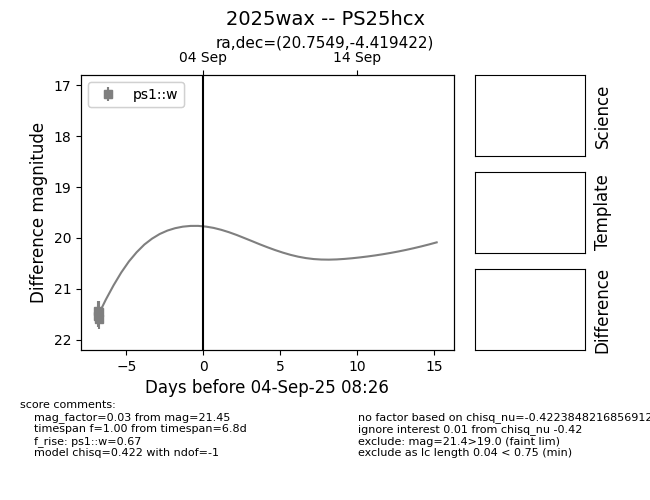 2025wax -- PS25hcx
ra,dec=(20.7549,-4.419422)
04 Sep
14 Sep
ps1::w
17
18
19
20
21
22
Difference magnitude
−5
0
5
10
15
Days before 04-Sep-25 08:26
Science
Template
Difference
score comments:
mag_factor=0.03 from mag=21.45
timespan f=1.00 from timespan=6.8d
f_rise: ps1::w=0.67
model chisq=0.422 with ndof=-1
no factor based on chisq_nu=-0.4223848216856912
ignore interest 0.01 from chisq_nu -0.42
exclude: mag=21.4>19.0 (faint lim)
exclude as lc length 0.04 < 0.75 (min)